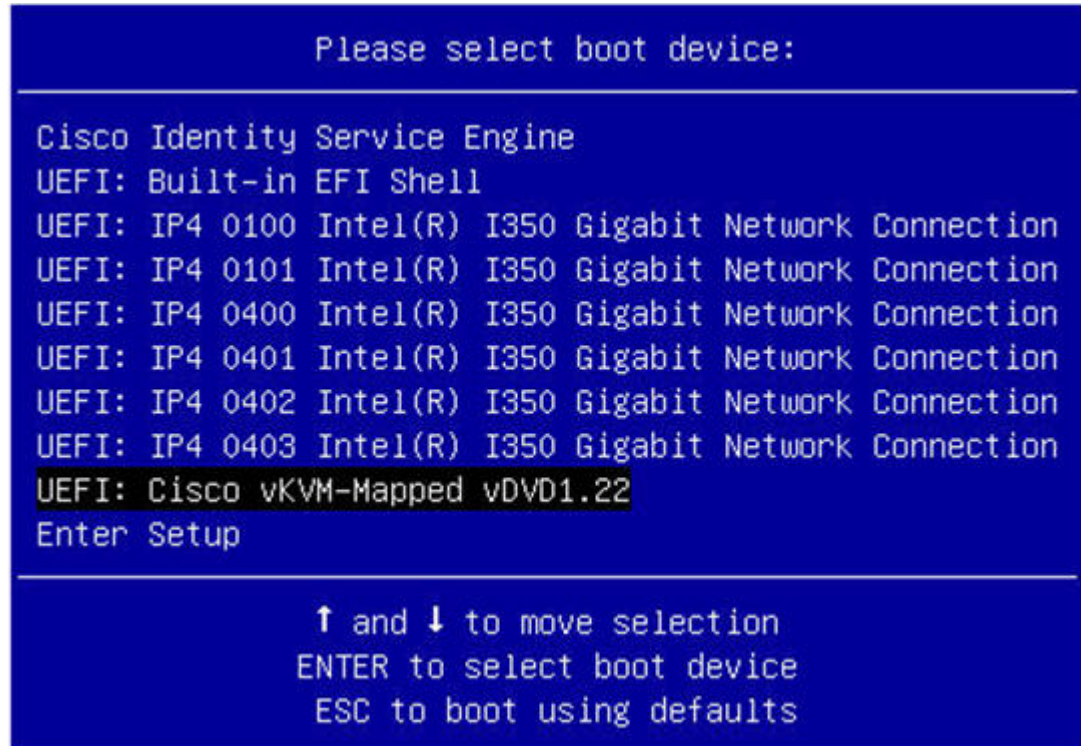 Please select boot device:
Cisco Identity Service Engine
UEFI: Built-in EFI Shell
UEFI: IP4 0100 Intel(R) I350 Gigabit Network Connection
UEFI: IP4 0101 Intel(R) I350 Gigabit Network Connection
UEFI: IP4 0400 Intel(R) I350 Gigabit Network Connection
UEFI: IP4 0401 Intel(R) I350 Gigabit Network Connection
UEFI: IP4 0402 Intel(R) I350 Gigabit Network Connection
UEFI: IP4 0403 Intel(R) I350 Gigabit Network Connection
UEFI: Cisco vKVM-Mapped vDVD1.22
Enter Setup
↑ and ↓ to move selection
ENTER to select boot device
ESC to boot using defaults